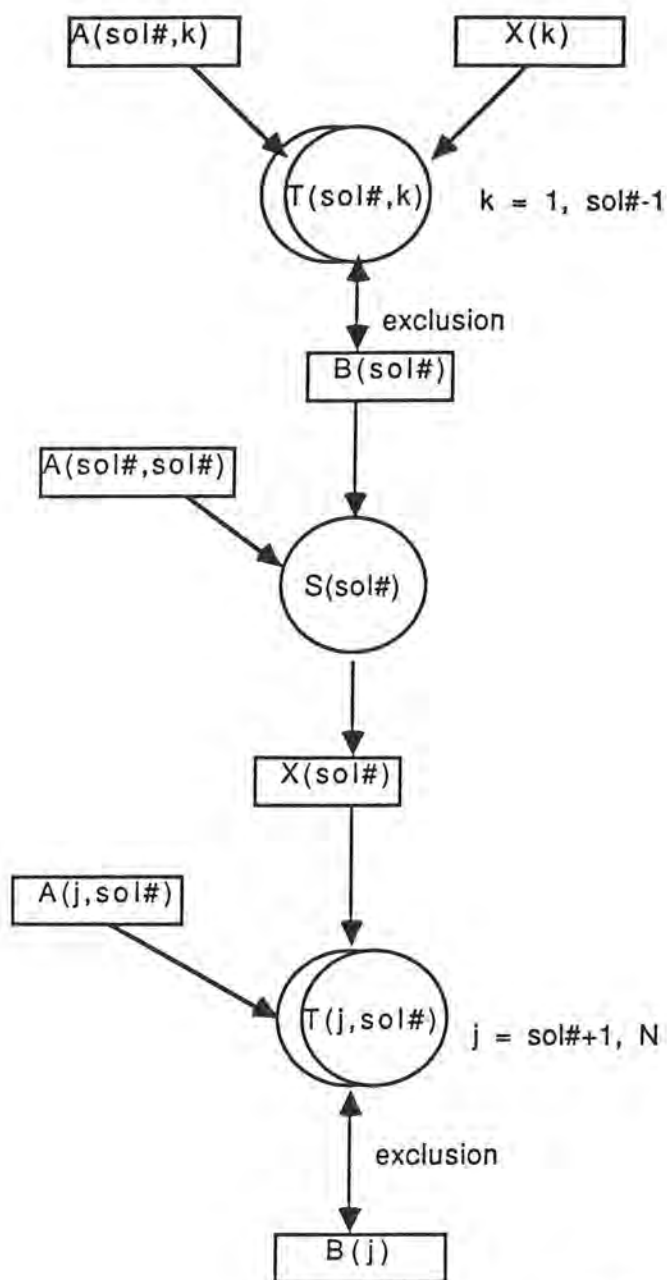 A(sol#,k)
X(k)
T(sol#,k)
k = 1, sol#-1
exclusion
B(sol#)
A(sol#,sol#)
S(sol#)
X(sol#)
A(j,sol#)
T(j,sol#)
j = sol#+1, N
exclusion
B(j)